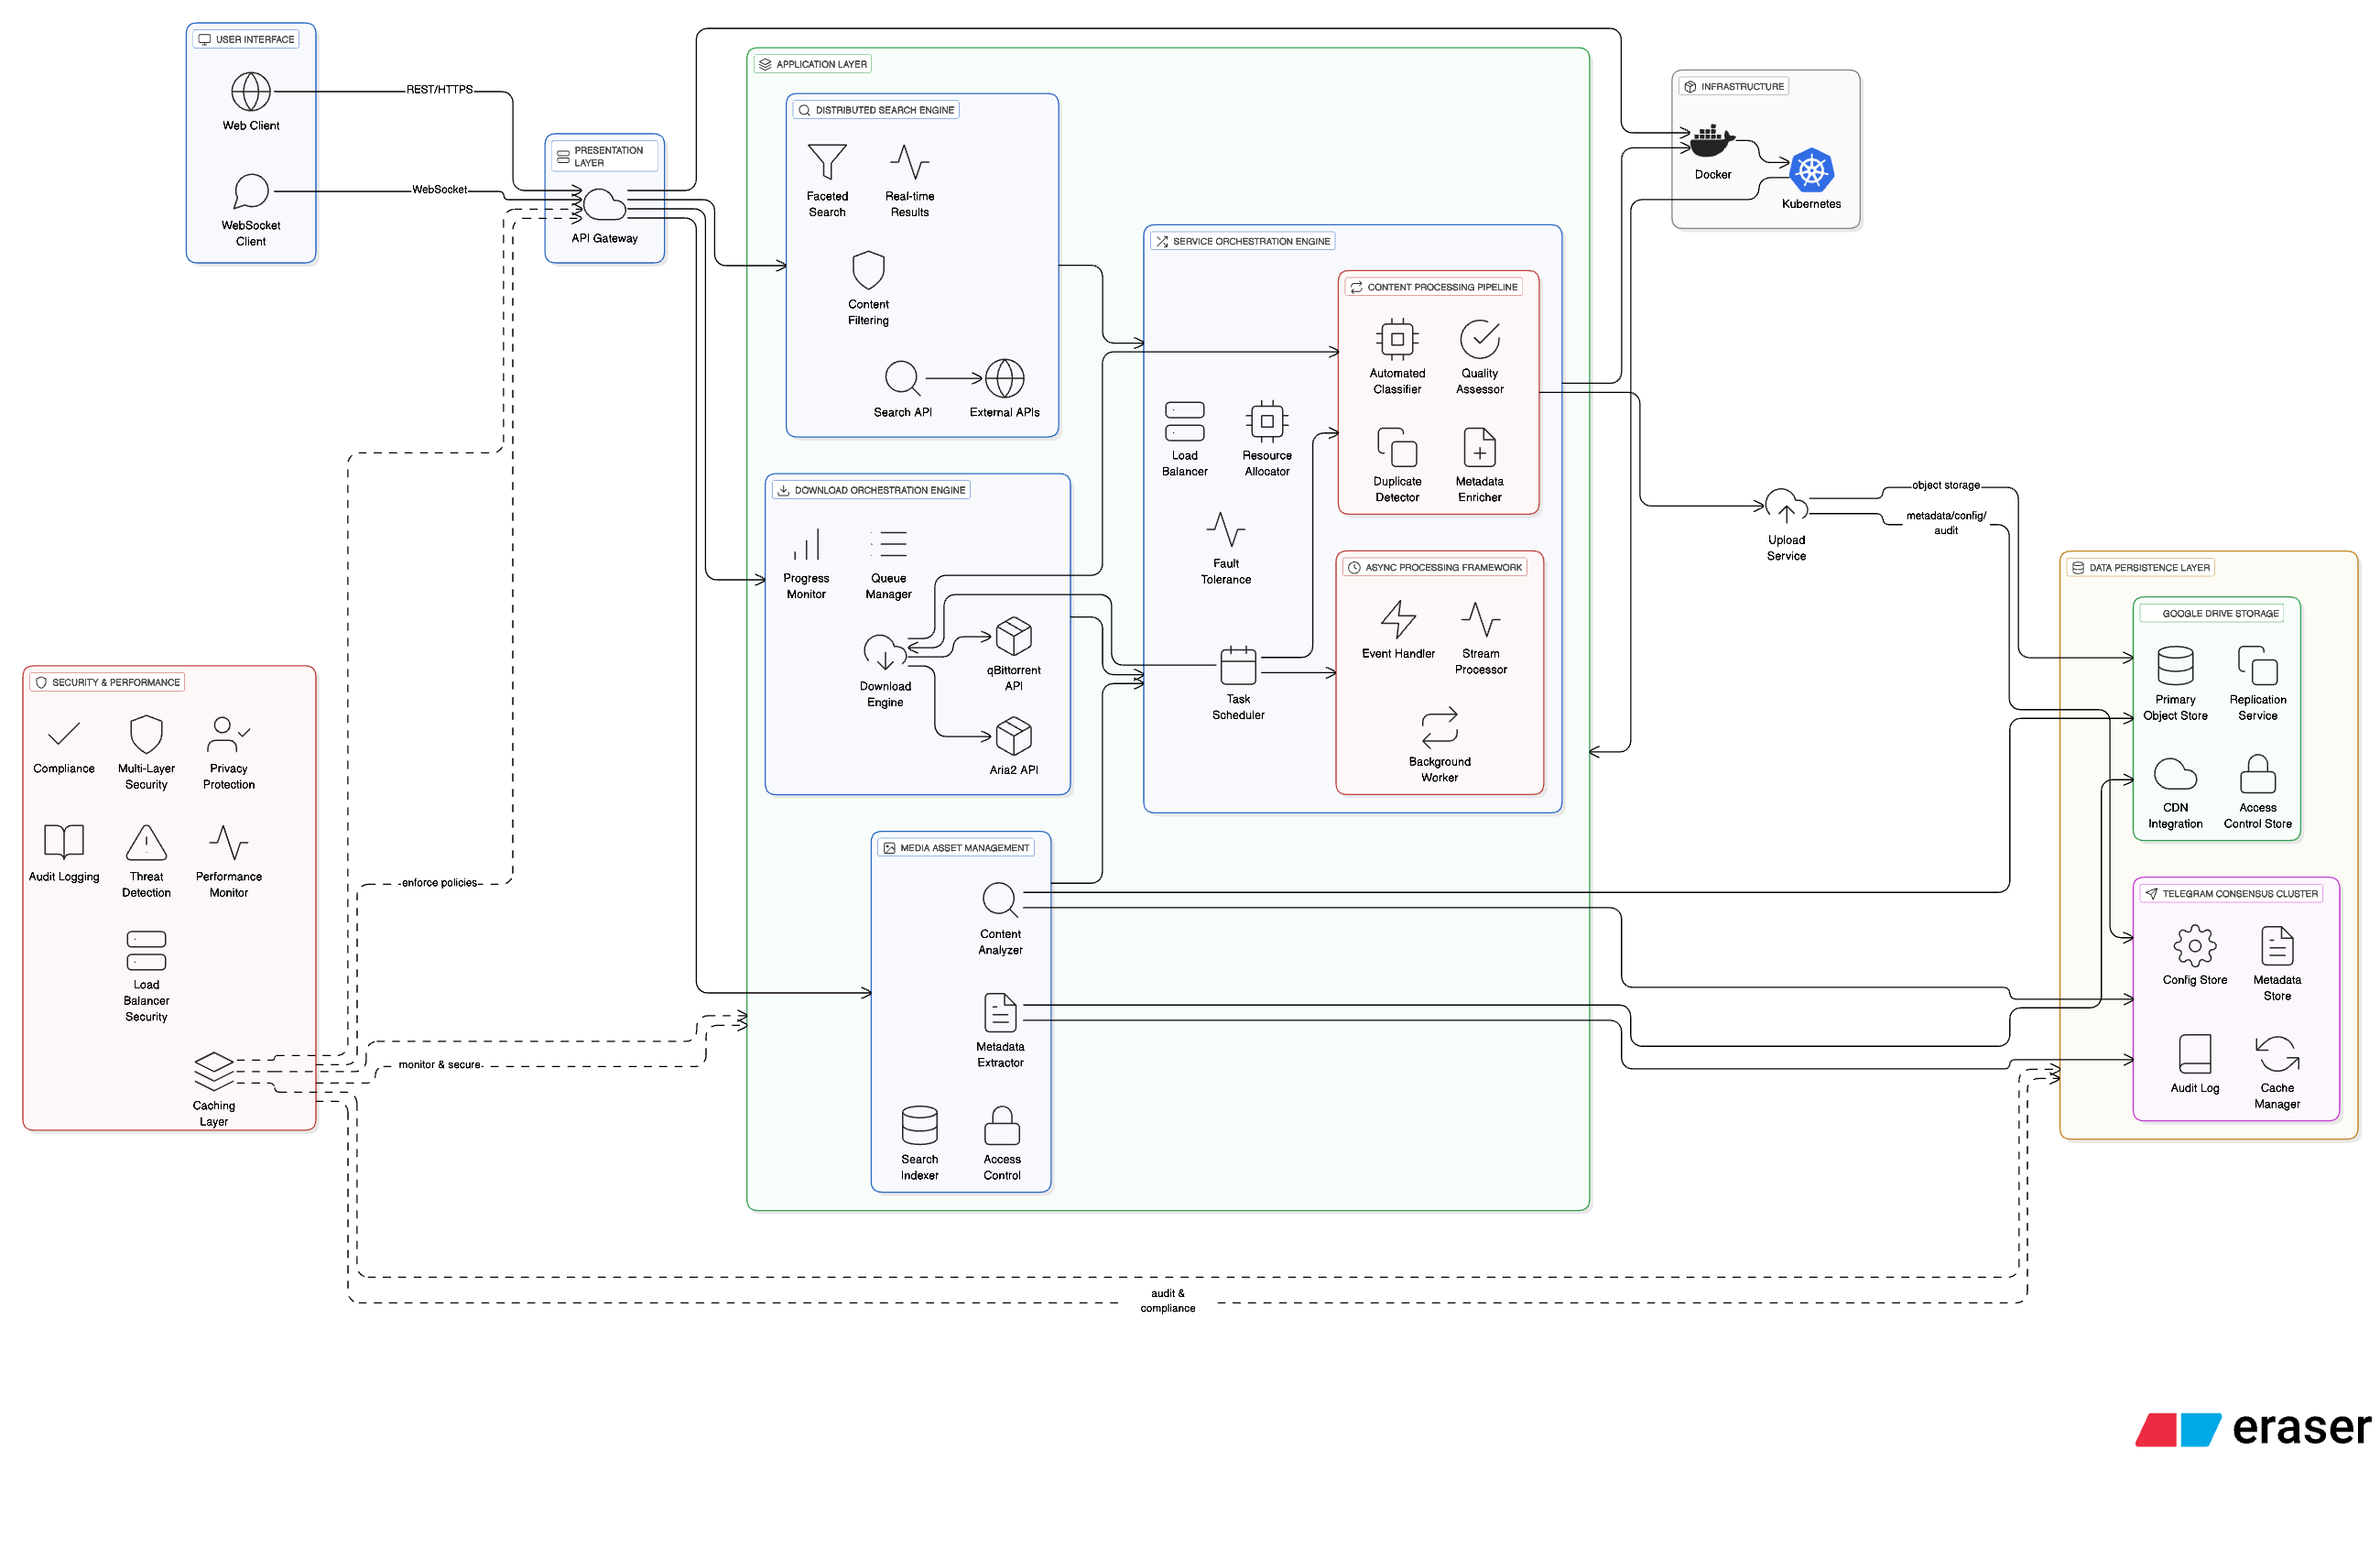 USER INTERFACE
Web Client
WebSocket
Client
REST/HTTPS
WebSocket
PRESENTATION
LAYER
API Gateway
APPLICATION LAYER
DISTRIBUTED SEARCH ENGINE
Faceted
Search
Real-time
Results
Content
Filtering
Search API
External APIs
DOWNLOAD ORCHESTRATION ENGINE
Progress
Monitor
Queue
Manager
Download
Engine
qBittorrent
API
Aria2 API
MEDIA ASSET MANAGEMENT
Content
Analyzer
Metadata
Extractor
Search
Indexer
Access
Control
SERVICE ORCHESTRATION ENGINE
Load
Balancer
Resource
Allocator
Fault
Tolerance
Task
Scheduler
CONTENT PROCESSING PIPELINE
Automated
Classifier
Quality
Assessor
Duplicate
Detector
Metadata
Enricher
ASYNC PROCESSING FRAMEWORK
Event Handler
Stream
Processor
Background
Worker
INFRASTRUCTURE
Docker
Kubernetes
Upload
Service
object storage
metadata/config/
audit
DATA PERSISTENCE LAYER
GOOGLE DRIVE STORAGE
Primary
Object Store
Replication
Service
CDN
Integration
Access
Control Store
TELEGRAM CONSENSUS CLUSTER
Config Store
Metadata
Store
Audit Log
Cache
Manager
SECURITY & PERFORMANCE
Compliance
Multi-Layer
Security
Privacy
Protection
Audit Logging
Threat
Detection
Performance
Monitor
Load
Balancer
Security
Caching
Layer
enforce policies
monitor & secure
audit &
compliance
eraser